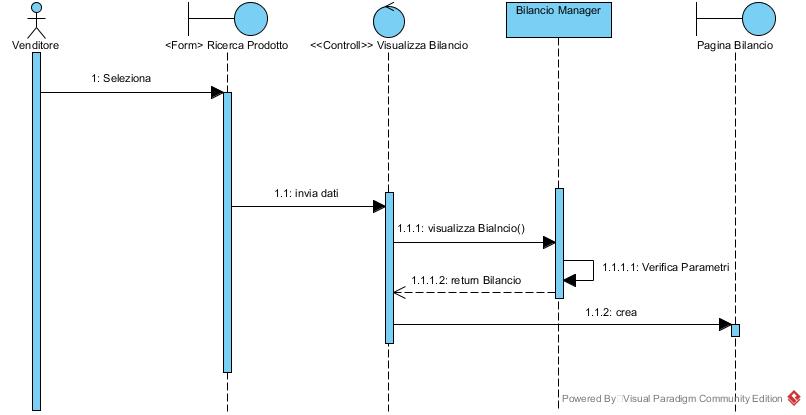 Bilancio Manager
Venditore
<Form> Ricerca Prodotto
<<Controll>> Visualizza Bilancio
Pagina Bilancio
1: Seleziona
1.1: invia dati
1.1.1: visualizza Bialncio()
1.1.1.1: Verifica Parametri
1.1.1.2: return Bilancio
1.1.2: crea
Powered By Visual Paradigm Community Edition